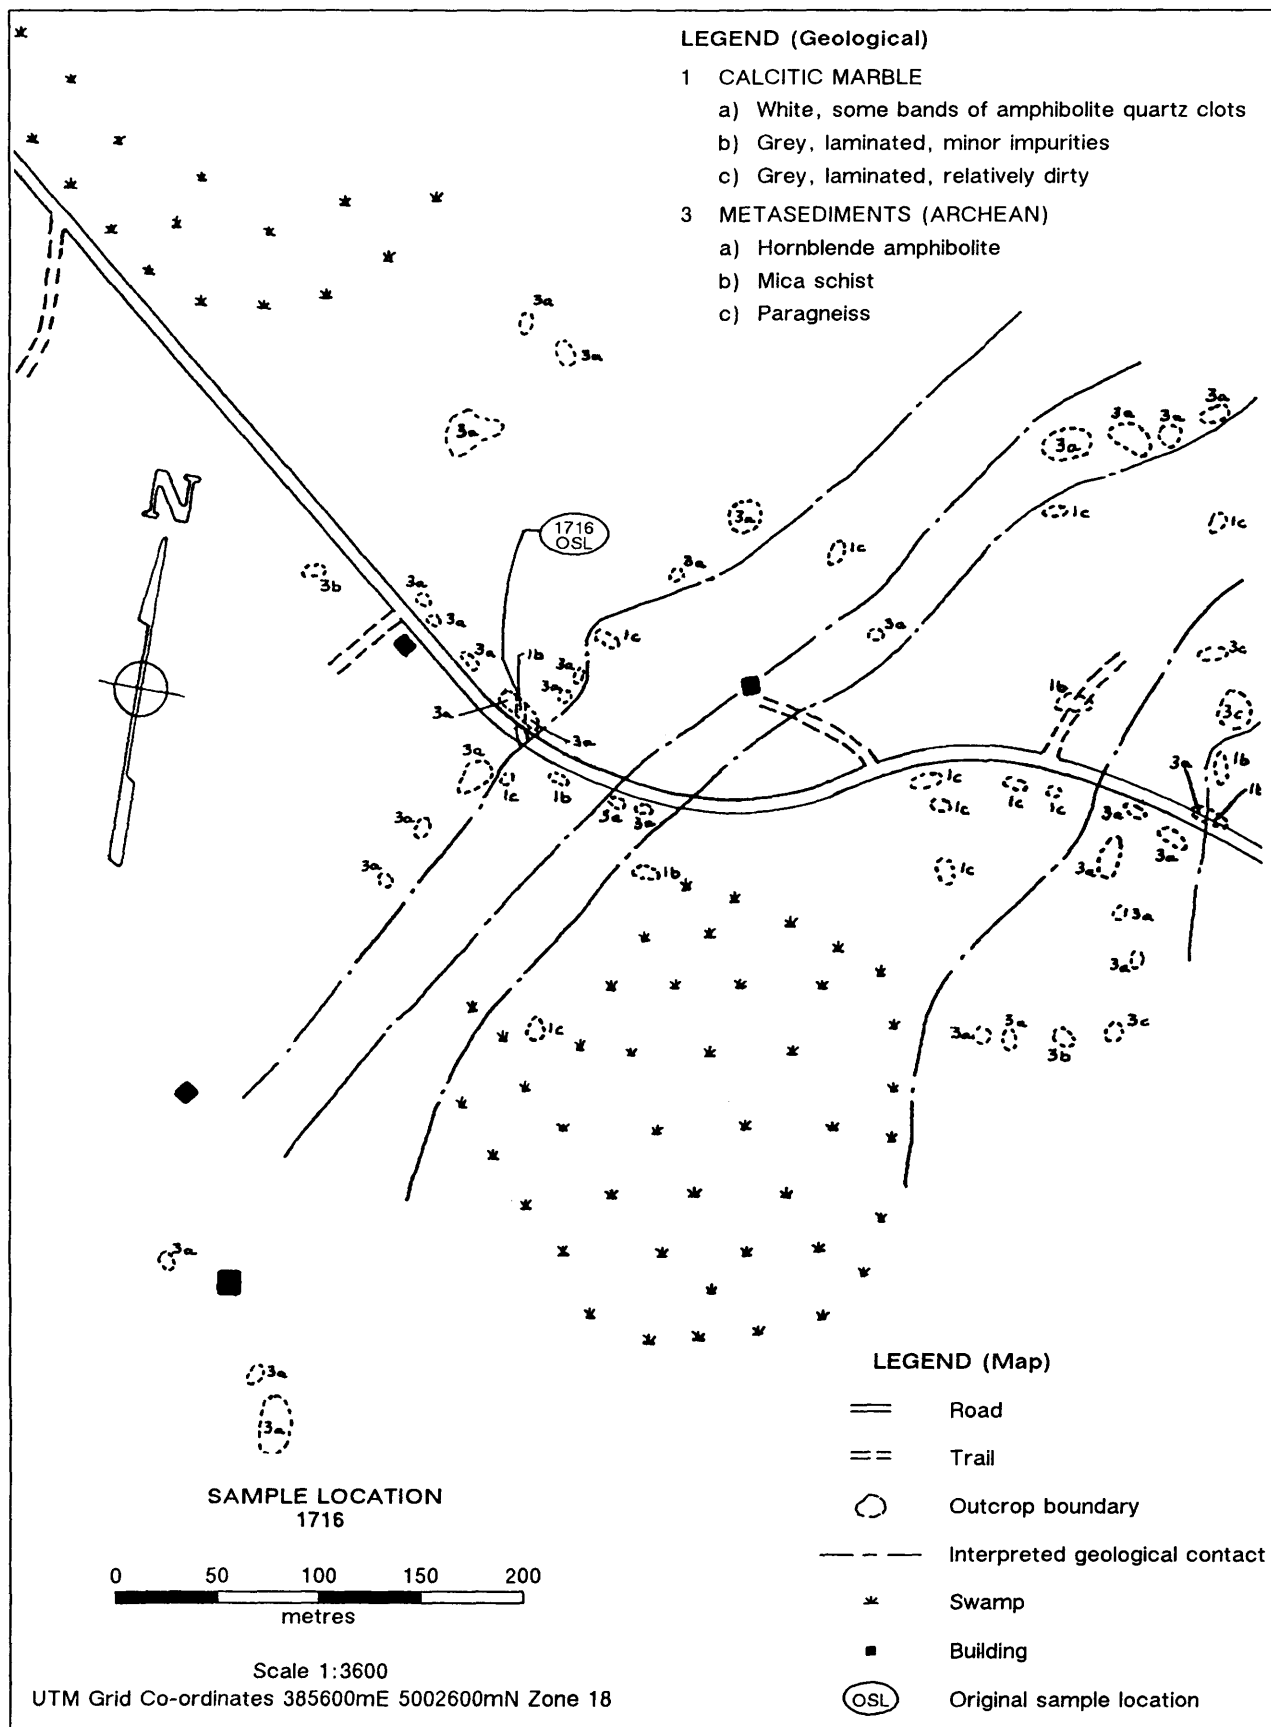 LEGEND (Geological)
1 CALCITIC MARBLE
a) White, some bands of amphibolite quartz clots
b) Grey, laminated, minor impurities
c) Grey, laminated, relatively dirty
3 METASEDIMENTS (ARCHEAN)
a) Hornblende amphibolite
b) Mica schist
c) Paragneiss
3a
3a
3a
3a
3a
3a
3a
3a
N
1716
OSL
3a
1c
1c
1c
3a
3b
3a
3a
3a
1b
3a
3a
1c
3a
3c
1b
3c
3a
3a
3a
1c
1b
3a
3a
1c
1c
1c
1c
3a
3a
3a
1b
1b
3a
3a
1b
1c
3a
13a
3a
1c
3a
3a
3b
3c
3a
3a
3a
SAMPLE LOCATION
1716
0 50 100 150 200
metres
Scale 1:3600
UTM Grid Co-ordinates 385600mE 5002600mN Zone 18
LEGEND (Map)
Road
Trail
Outcrop boundary
Interpreted geological contact
Swamp
Building
OSL Original sample location